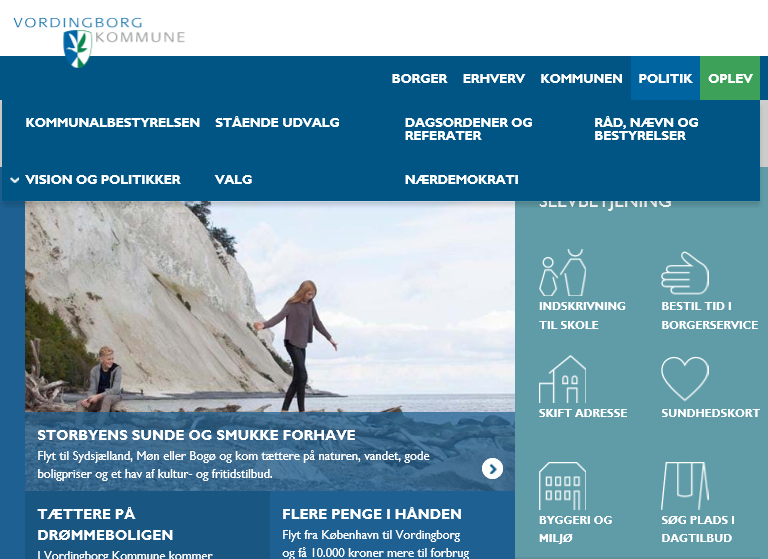 VORDINGBORG
KOMMUNE
BORGER ERHVERV KOMMUNEN POLITIK OPLEV
KOMMUNALBESTYRELSEN STÅENDE UDVALG DAGSORDENER OG REFERATER RÅD, NÆVN OG BESTYRELSER
VISION OG POLITIKKER VALG NÆRDEMOKRATI
SELVBETJENING
INDSKRIVNING
TIL SKOLE
BESTIL TID I
BORGERSERVICE
SKIFT ADRESSE
SUNDHEDSKORT
BYGGERI OG
MILJØ
SØG PLADS I
DAGTILBUD
STORBYENS SUNDE OG SMUKKE FORHAVE
Flyt til Sydsjælland, Møn eller Bogø og kom tættere på naturen, vandet, gode
boligpriser og et hav af kultur- og fritidstilbud.
TÆTTERE PÅ
DRØMMEBOLIGEN
I Vordingborg Kommune kommer
FLERE PENGE I HÅNDEN
Flyt fra København til Vordingborg
og få 10.000 kroner mere til forbrug